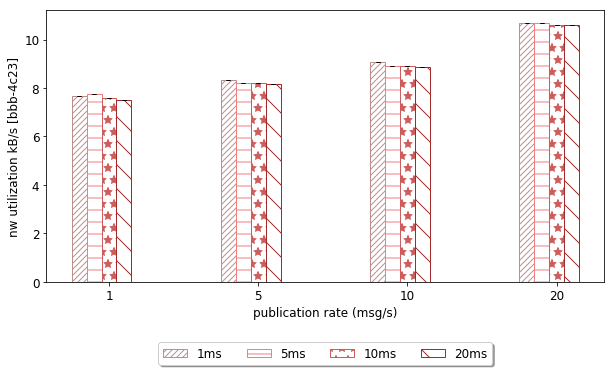 nw utilization kB/s [bbb-4c23]
10
8
6
4
2
0
1 5 10 20
publication rate (msg/s)
1ms 5ms 10ms 20ms